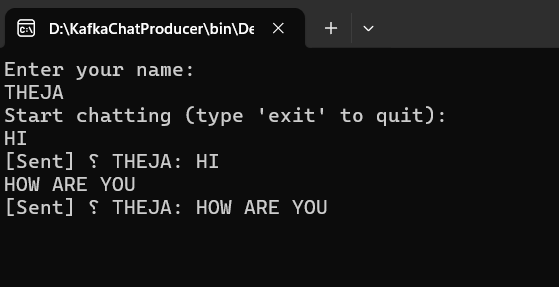 D:\KafkaChatProducer\bin\De
Enter your name:
THEJA
Start chatting (type 'exit' to quit):
HI
[Sent] ⸮ THEJA: HI
HOW ARE YOU
[Sent] ⸮ THEJA: HOW ARE YOU